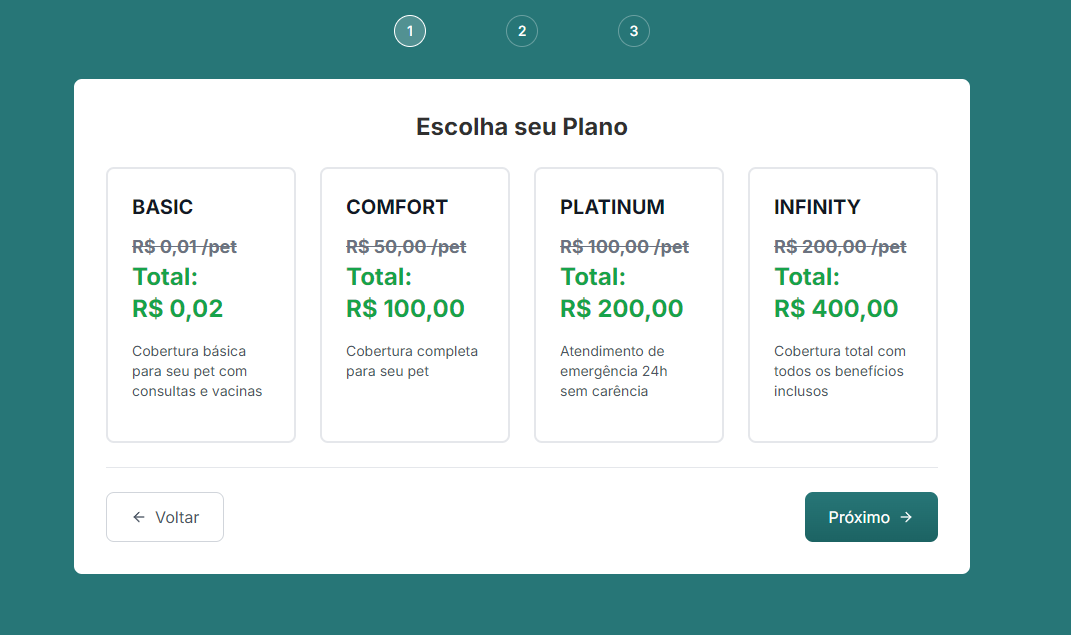 1
2
3
Escolha seu Plano
BASIC
R$ 0,01 /pet
Total:
R$ 0,02
Cobertura básica
para seu pet com
consultas e vacinas
COMFORT
R$ 50,00 /pet
Total:
R$ 100,00
Cobertura completa
para seu pet
PLATINUM
R$ 100,00 /pet
Total:
R$ 200,00
Atendimento de
emergência 24h
sem carência
INFINITY
R$ 200,00 /pet
Total:
R$ 400,00
Cobertura total com
todos os benefícios
inclusos
← Voltar
Próximo →